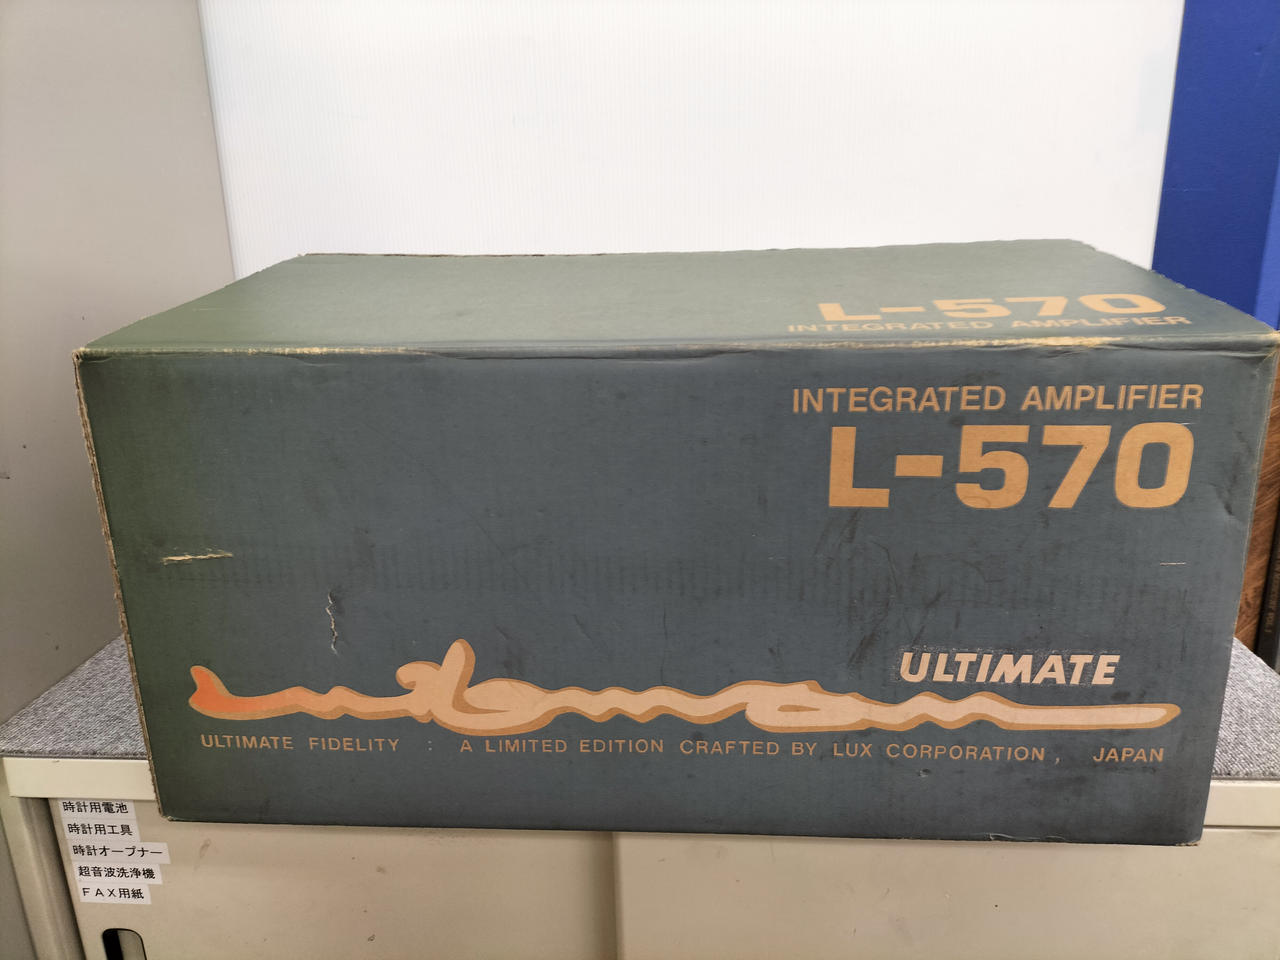 L-570
INTEGRATED AMPLIFIER
INTEGRATED AMPLIFIER
L-570
ULTIMATE
ULTIMATE FIDELITY : A LIMITED EDITION CRAFTED BY LUX CORPORATION, JAPAN
時計用電池
時計用工具
時計オープナー
超音波洗浄機
FAX用紙